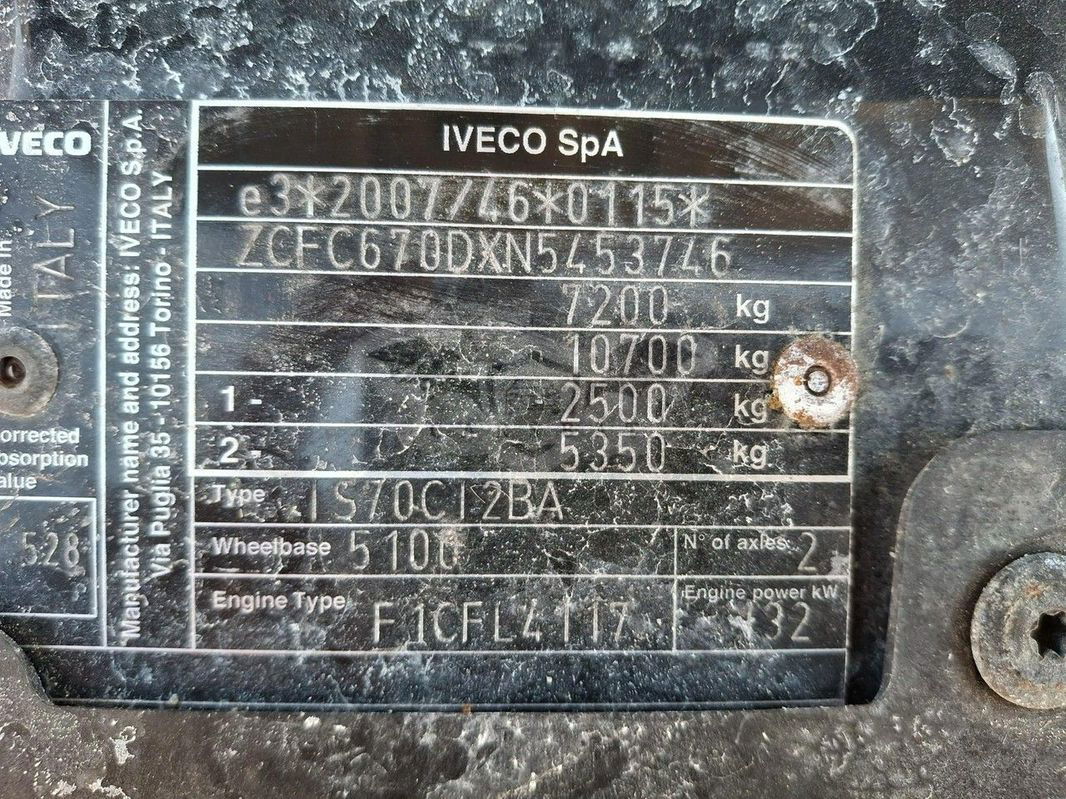 IVECO
Made in
ITALY
orrected
bsorption
alue
528
Manufacturer name and address: IVECO S.p.A.
Via Puglia 35 - 10156 Torino - ITALY
IVECO SpA
e3*2007/46*0115*
ZCFC670DXN5453746
7200 kg
10700 kg
1 - 2500 kg
2 - 5350 kg
Type IS70CI2BA
Wheelbase 5100 N° of axles 2
Engine Type F1CFL411? Engine power kW 132